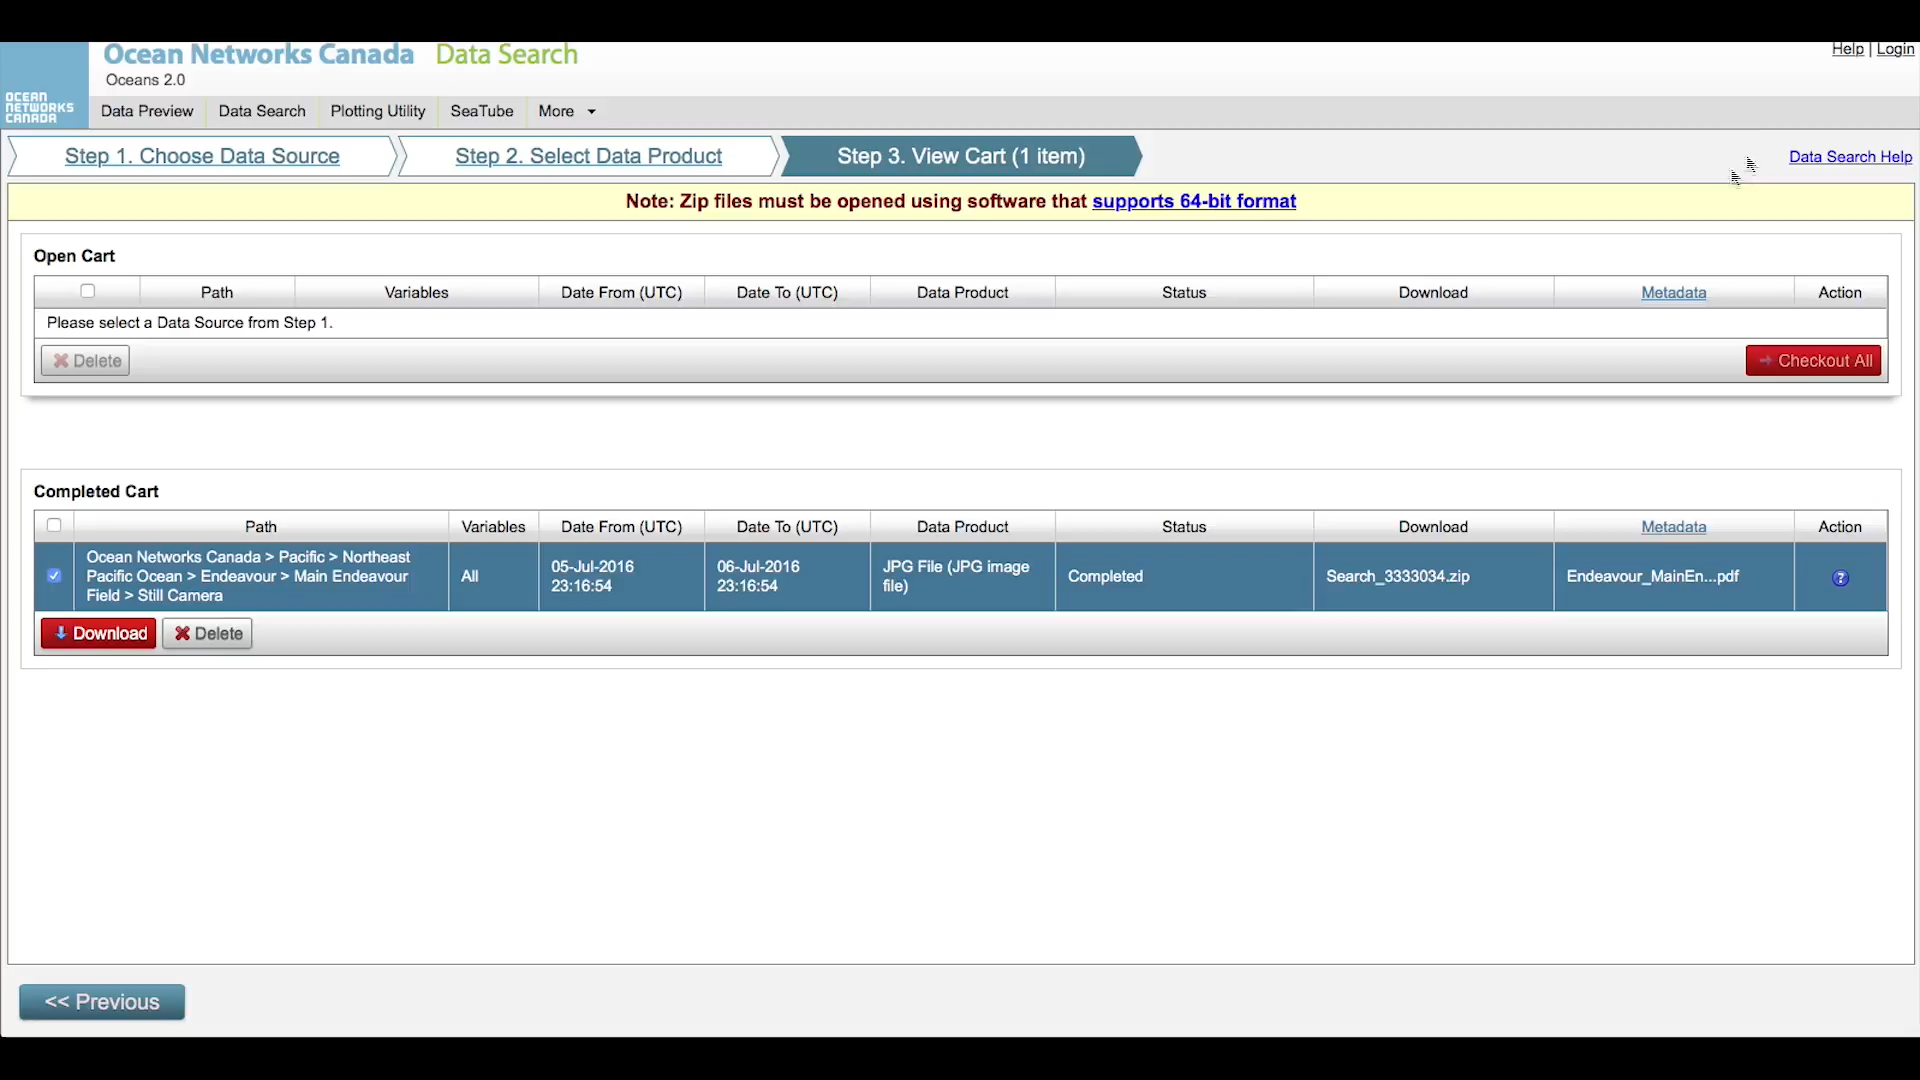 Ocean Networks Canada Data Search
Help | Login
Oceans 2.0
OCEAN
NETWORKS
CANADA
Data Preview Data Search Plotting Utility SeaTube More
Step 1. Choose Data Source Step 2. Select Data Product Step 3. View Cart (1 item) Data Search Help
Note: Zip files must be opened using software that supports 64-bit format
Open Cart
Path Variables Date From (UTC) Date To (UTC) Data Product Status Download Metadata Action
Please select a Data Source from Step 1.
Delete Checkout All
Completed Cart
Path Variables Date From (UTC) Date To (UTC) Data Product Status Download Metadata Action
Ocean Networks Canada > Pacific > Northeast
Pacific Ocean > Endeavour > Main Endeavour
Field > Still Camera
All
05-Jul-2016
23:16:54
06-Jul-2016
23:16:54
JPG File (JPG image
file)
Completed
Search_3333034.zip
Endeavour_MainEn...pdf
?
Download Delete
<< Previous